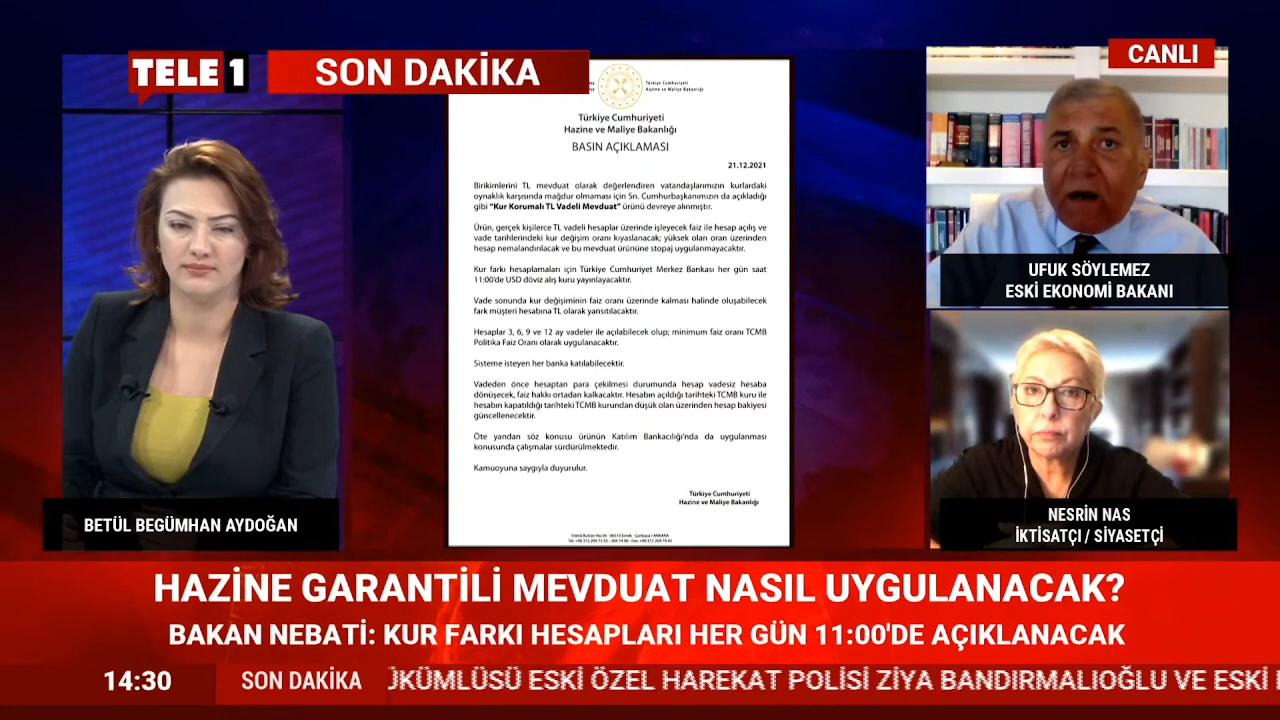 TELE 1
SON DAKİKA
CANLI
Türkiye Cumhuriyeti
Hazine ve Maliye Bakanlığı
Türkiye Cumhuriyeti
Hazine ve Maliye Bakanlığı
BASIN AÇIKLAMASI
21.12.2021
Birikimlerini TL mevduat olarak değerlendiren vatandaşlarımızın kurlardaki
oynaklık karşısında mağdur olmaması için Sn. Cumhurbaşkanımızın da açıkladığı
gibi "Kur Korumalı TL Vadeli Mevduat" ürünü devreye alınmıştır.
Ürün, gerçek kişilerce TL vadeli hesaplar üzerinde işleyecek faiz ile hesap açılış ve
vade tarihlerindeki kur değişim oranı kıyaslanacak; yüksek olan oran üzerinden
hesap nemalandırılacak ve bu mevduat ürününe stopaj uygulanmayacaktır.
Kur farkı hesaplamaları için Türkiye Cumhuriyet Merkez Bankası her gün saat
11:00'de USD döviz alış kuru yayınlayacaktır.
Vade sonunda kur değişiminin faiz oranı üzerinde kalması halinde oluşabilecek
fark müşteri hesabına TL olarak yansıtılacaktır.
Hesaplar 3, 6, 9 ve 12 ay vadeler ile açılabilecek olup; minimum faiz oranı TCMB
Politika Faiz Oranı olarak uygulanacaktır.
Sisteme isteyen her banka katılabilecektir.
Vadeden önce hesaptan para çekilmesi durumunda hesap vadesiz hesaba
dönüşecek, faiz hakkı ortadan kalkacaktır. Hesabın açıldığı tarihteki TCMB kuru ile
hesabın kapatıldığı tarihteki TCMB kurundan düşük olan üzerinden hesap bakiyesi
güncellenecektir.
Öte yandan söz konusu ürünün Katılım Bankacılığı'nda da uygulanması
konusunda çalışmalar sürdürülmektedir.
Kamuoyuna saygıyla duyurulur.
Türkiye Cumhuriyeti
Hazine ve Maliye Bakanlığı
UFUK SÖYLEMEZ
ESKİ EKONOMİ BAKANI
BETÜL BEGÜMHAN AYDOĞAN
NESRİN NAS
İKTİSATÇI / SİYASETÇİ
HAZİNE GARANTİLİ MEVDUAT NASIL UYGULANACAK?
BAKAN NEBATİ: KUR FARKI HESAPLARI HER GÜN 11:00'DE AÇIKLANACAK
14:30
SON DAKİKA
ÜKÜMLÜSÜ ESKİ ÖZEL HAREKAT POLİSİ ZİYA BANDIRMALIOĞLU VE ESKİ